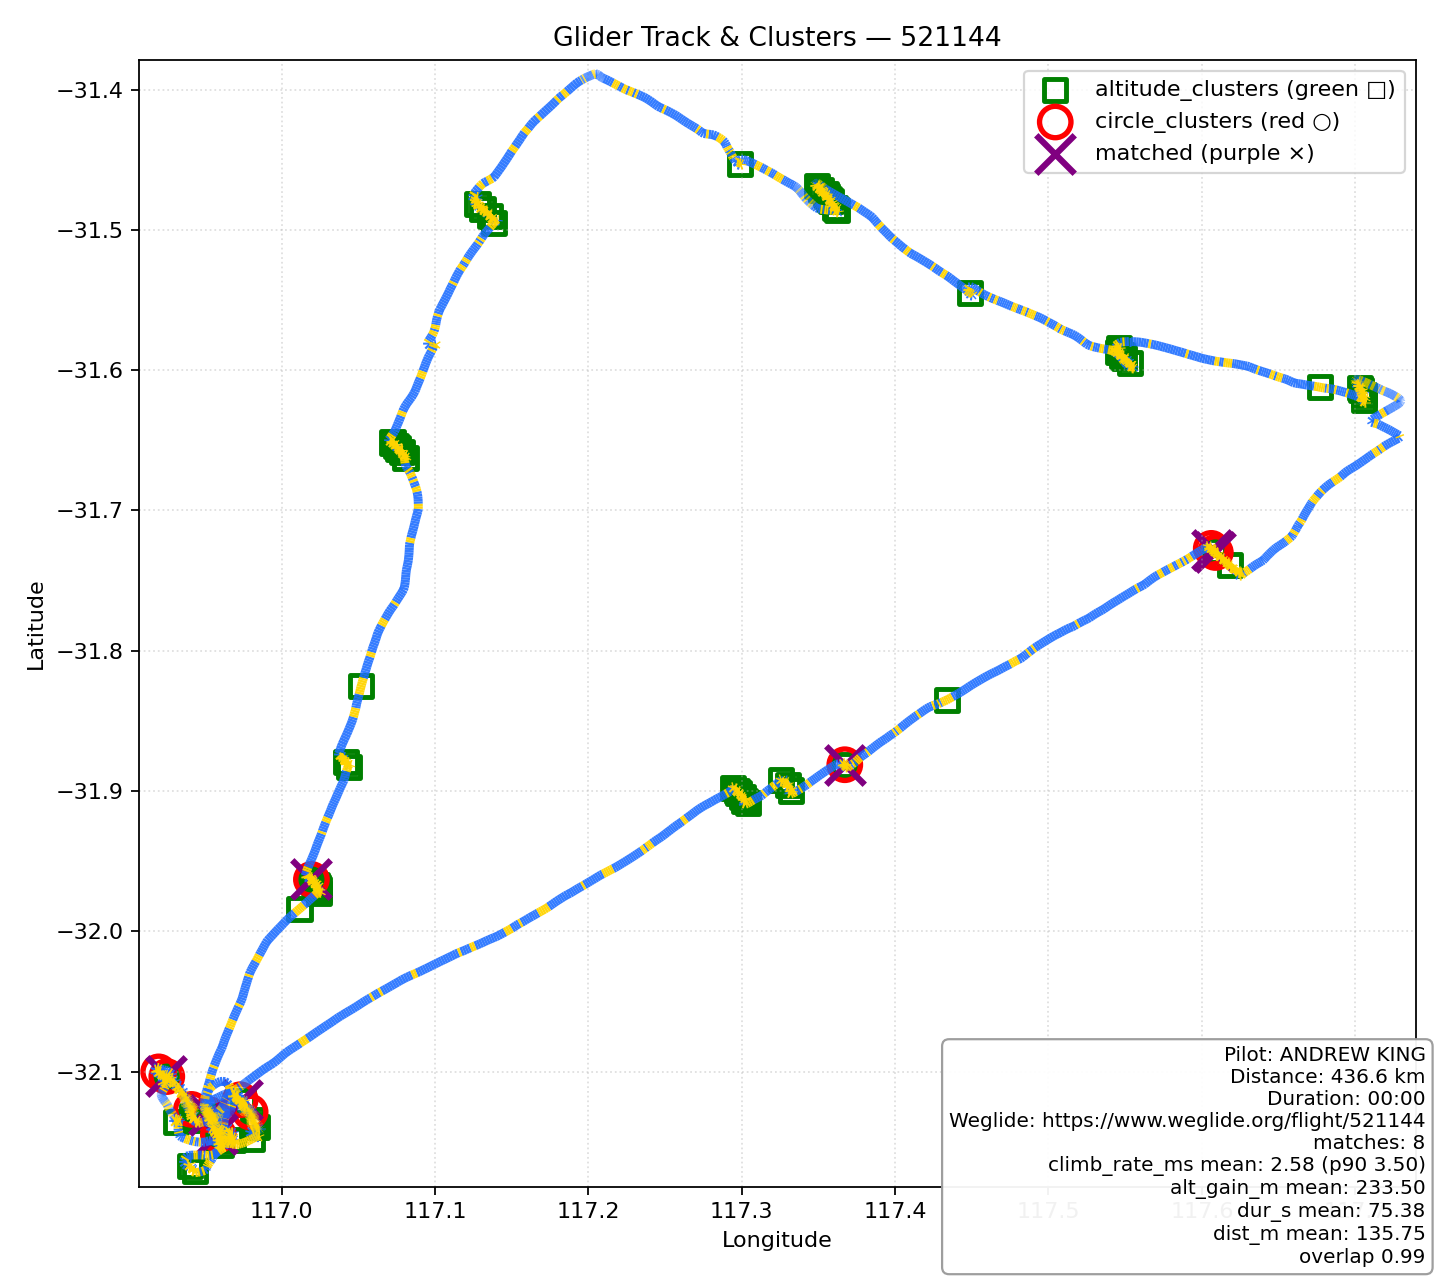 Glider Track & Clusters — 521144
altitude_clusters (green □)
circle_clusters (red ○)
matched (purple ×)
Latitude
−31.4
−31.5
−31.6
−31.7
−31.8
−31.9
−32.0
−32.1
117.0
117.1
117.2
117.3
117.4
117.5
117.6
Longitude
Pilot: ANDREW KING
Distance: 436.6 km
Duration: 00:00
Weglide: https://www.weglide.org/flight/521144
matches: 8
climb_rate_ms mean: 2.58 (p90 3.50)
alt_gain_m mean: 233.50
dur_s mean: 75.38
dist_m mean: 135.75
overlap 0.99